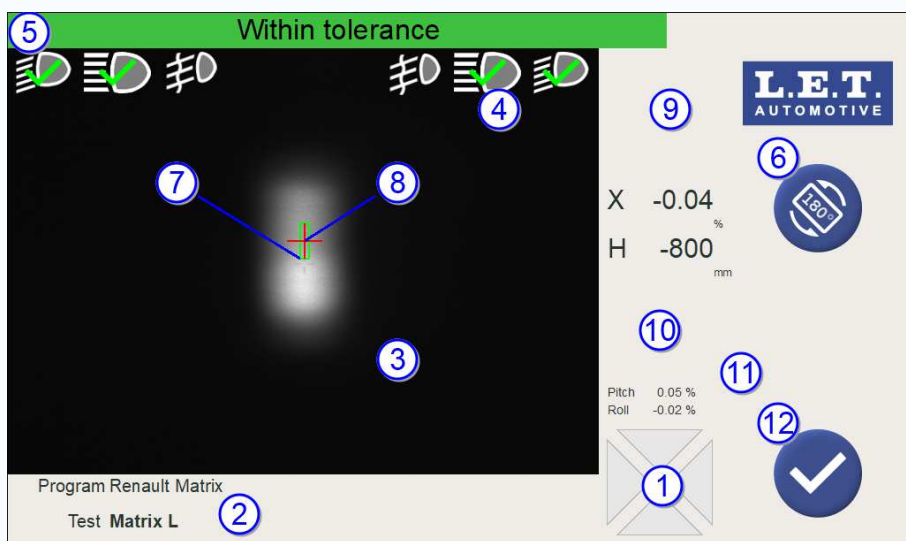 5
Within tolerance
4
9
L.E.T.
AUTOMOTIVE
6
180°
7
8
X -0.04
%
H -800
mm
10
3
11
Pitch 0.05 %
Roll -0.02 %
12
1
Program Renault Matrix
Test Matrix L
2